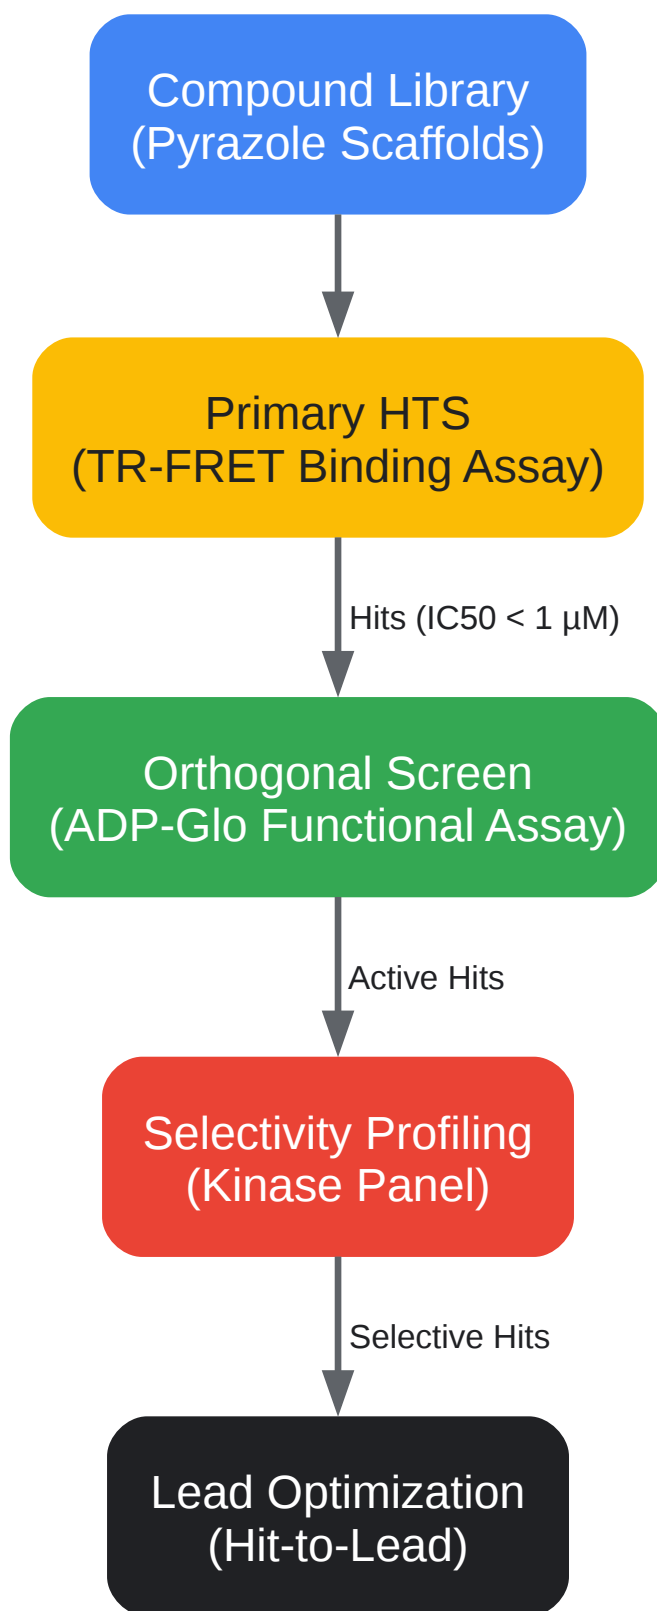 Compound Library
(Pyrazole Scaffolds)
Primary HTS
(TR-FRET Binding Assay)
Hits (IC50 < 1 µM)
Orthogonal Screen
(ADP-Glo Functional Assay)
Active Hits
Selectivity Profiling
(Kinase Panel)
Selective Hits
Lead Optimization
(Hit-to-Lead)